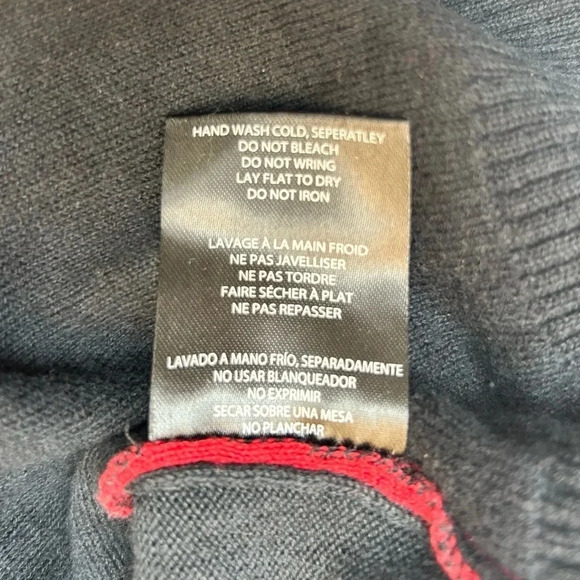 HAND WASH COLD, SEPERATLEY
DO NOT BLEACH
DO NOT WRING
LAY FLAT TO DRY
DO NOT IRON
LAVAGE À LA MAIN FROID
NE PAS JAVELLISER
NE PAS TORDRE
FAIRE SÉCHER À PLAT
NE PAS REPASSER
LAVADO A MANO FRÍO, SEPARADAMENTE
NO USAR BLANQUEADOR
NO EXPRIMIR
SECAR SOBRE UNA MESA
NO PLANCHAR